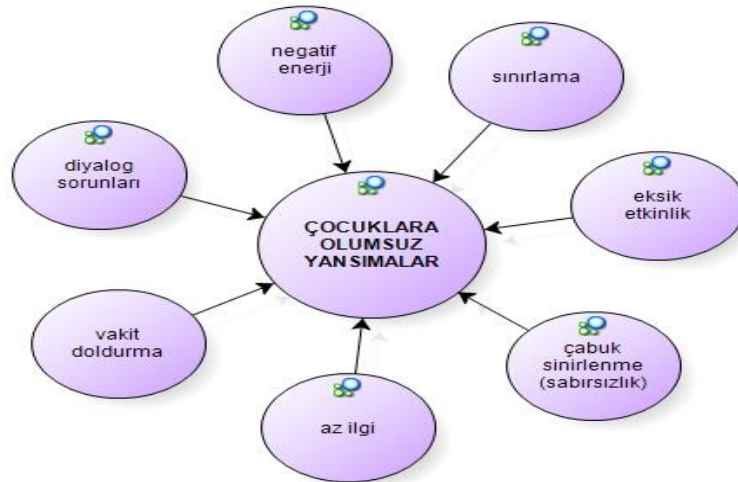 negatif
enerji
sınırlama
diyalog
sorunları
eksik
etkinlik
ÇOCUKLARA
OLUMSUZ
YANSIMALAR
vakit
doldurma
çabuk
sinirlenme
(sabırsızlık)
az ilgi